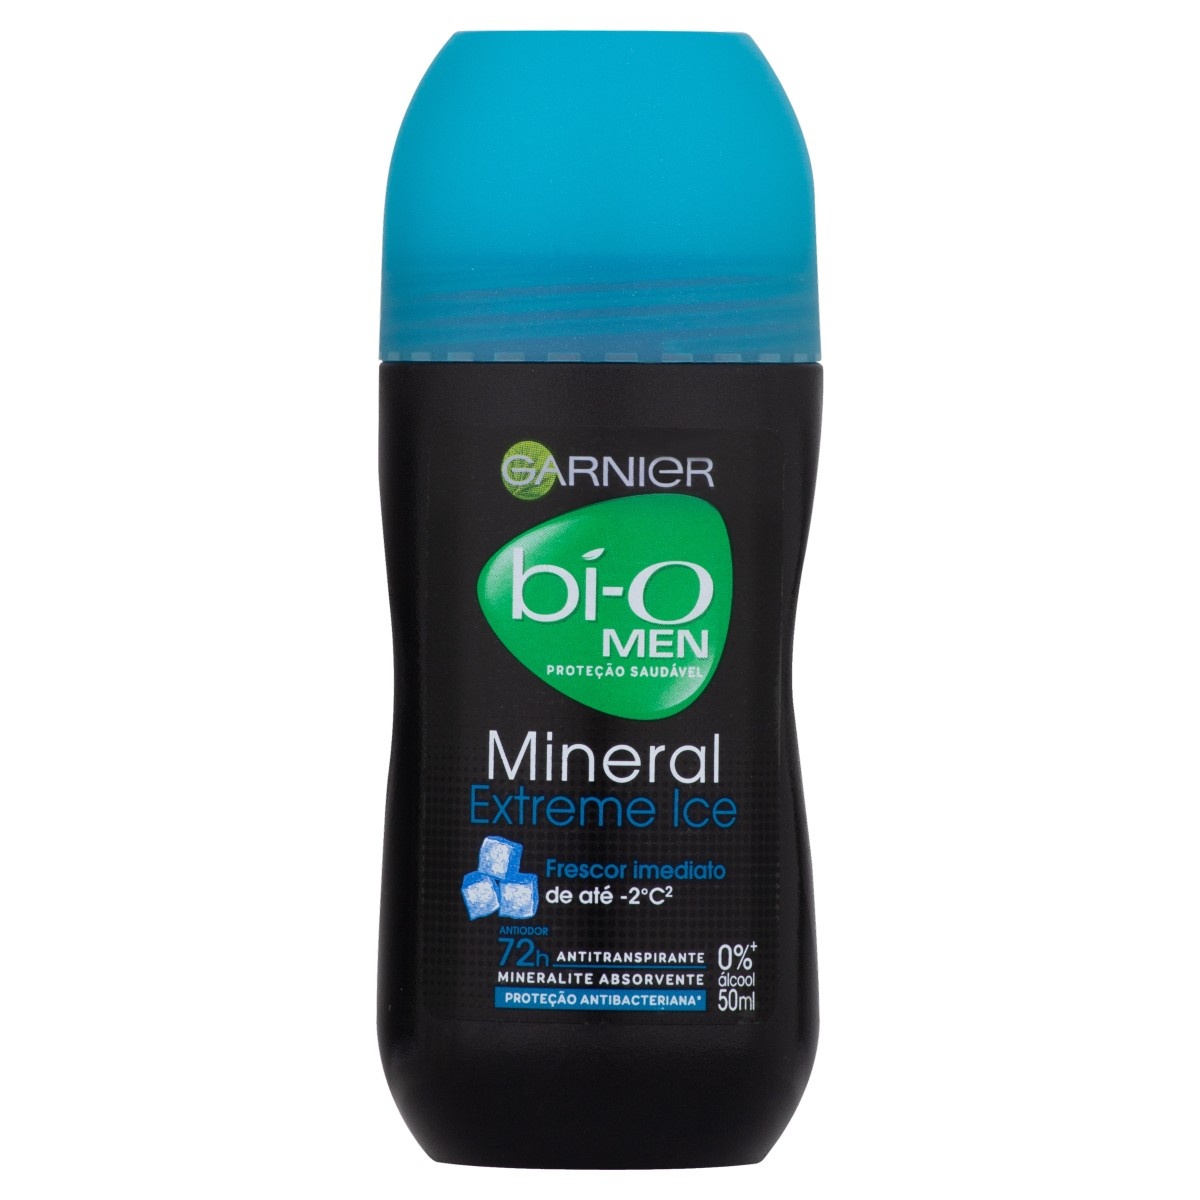 GARNIER
bi-O
MEN
PROTEÇÃO SAUDÁVEL
Mineral
Extreme Ice
Frescor imediato
de até -2°C²
ANTIODOR
72h ANTITRANSPIRANTE
MINERALITE ABSORVENTE
PROTEÇÃO ANTIBACTERIANA*
0%+
álcool
50ml